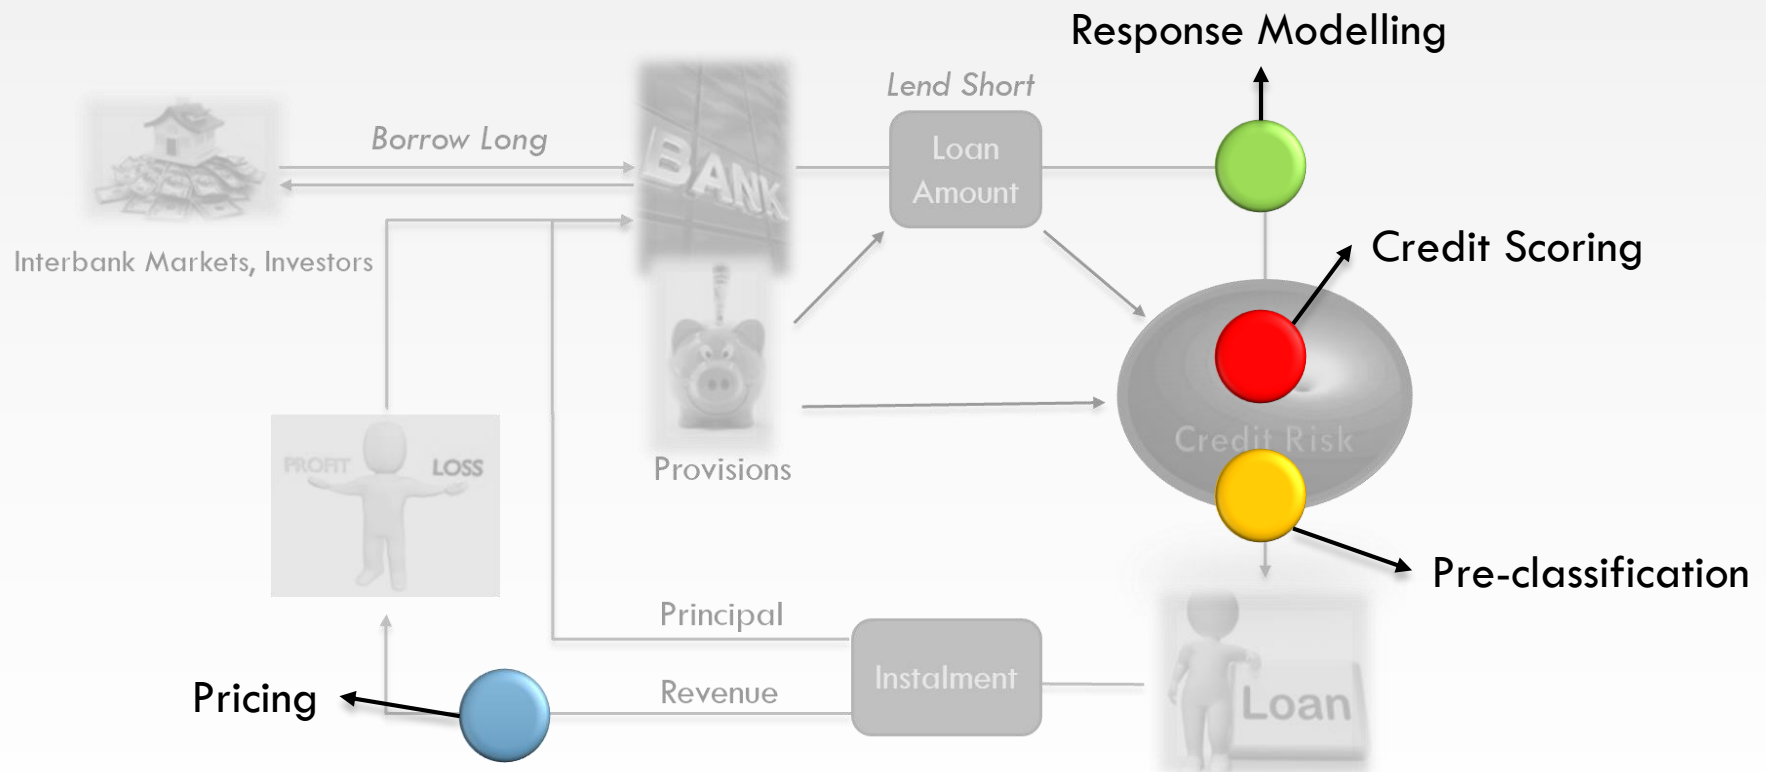 Response Modelling
Lend Short
Borrow Long
BANK
Loan
Amount
Credit Scoring
Interbank Markets, Investors
Credit Risk
PROFIT
LOSS
Provisions
Pre-classification
Principal
Instalment
Pricing
Revenue
Loan